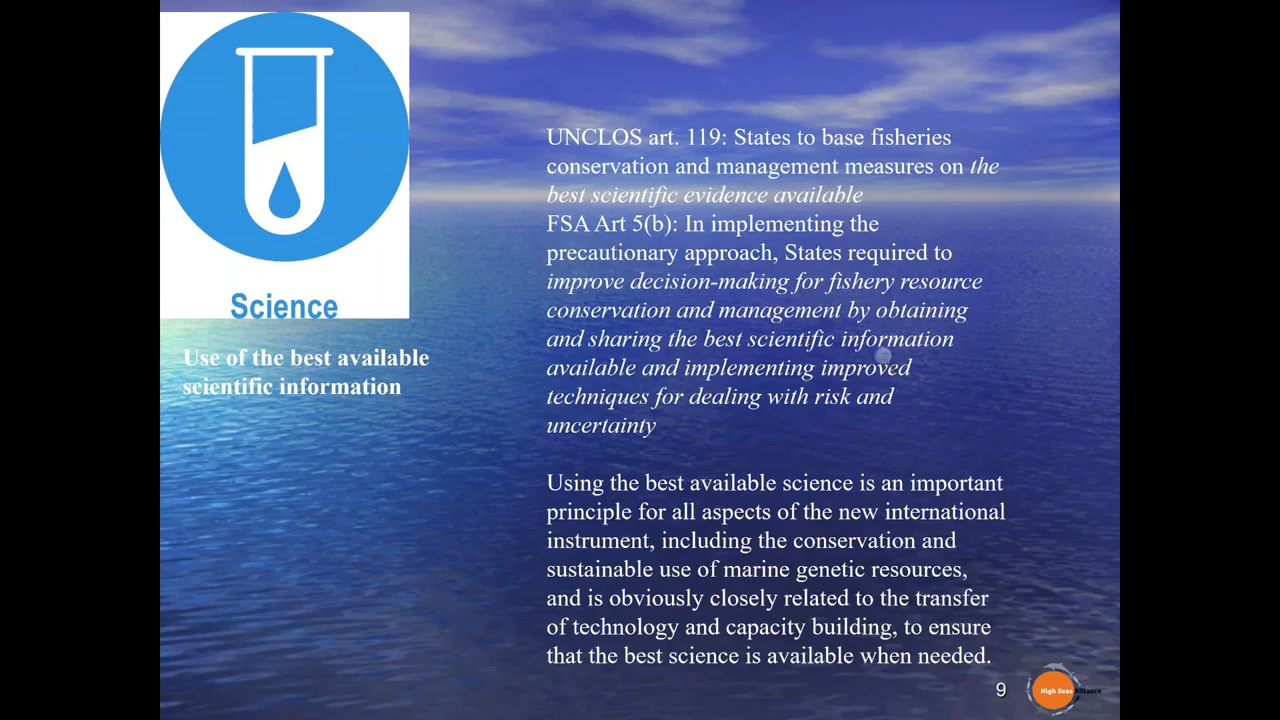 Science
Use of the best available
scientific information
UNCLOS art. 119: States to base fisheries
conservation and management measures on the
best scientific evidence available
FSA Art 5(b): In implementing the
precautionary approach, States required to
improve decision-making for fishery resource
conservation and management by obtaining
and sharing the best scientific information
available and implementing improved
techniques for dealing with risk and
uncertainty
Using the best available science is an important
principle for all aspects of the new international
instrument, including the conservation and
sustainable use of marine genetic resources,
and is obviously closely related to the transfer
of technology and capacity building, to ensure
that the best science is available when needed.
9
High Seas Alliance